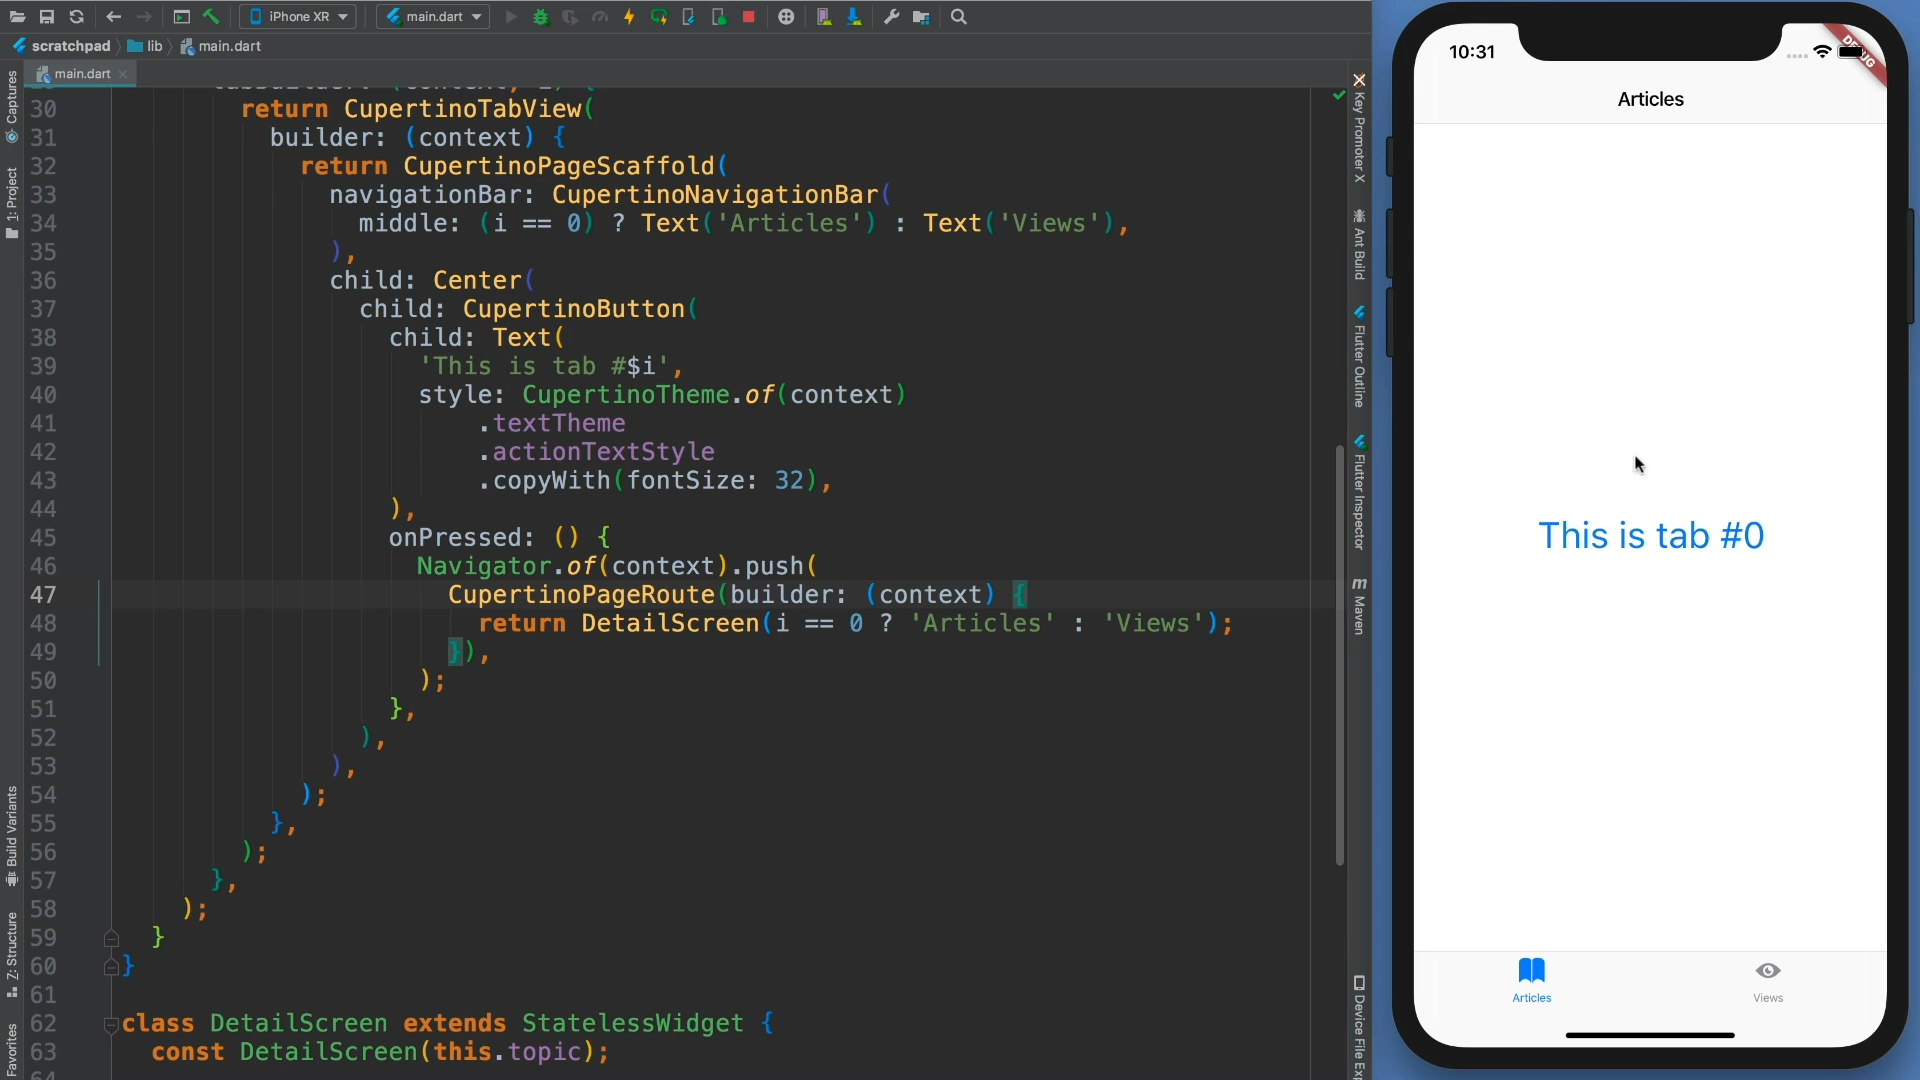 iPhone XR
main.dart
scratchpad
lib
main.dart
main.dart
Captures
1: Project
Build Variants
Z: Structure
Favorites
30 return CupertinoTabView(
31 builder: (context) {
32 return CupertinoPageScaffold(
33 navigationBar: CupertinoNavigationBar(
34 middle: (i == 0) ? Text('Articles') : Text('Views'),
35 ),
36 child: Center(
37 child: CupertinoButton(
38 child: Text(
39 'This is tab #$i',
40 style: CupertinoTheme.of(context)
41 .textTheme
42 .actionTextStyle
43 .copyWith(fontSize: 32),
44 ),
45 onPressed: () {
46 Navigator.of(context).push(
47 CupertinoPageRoute(builder: (context) {
48 return DetailScreen(i == 0 ? 'Articles' : 'Views');
49 }),
50 );
51 },
52 ),
53 ),
54 );
55 },
56 );
57 },
58 );
59 }
60 }
61
62 class DetailScreen extends StatelessWidget {
63 const DetailScreen(this.topic);
Key Promoter X
Ant Build
Flutter Outline
Flutter Inspector
Maven
Device File Exp
10:31
DEBUG
Articles
This is tab #0
Articles
Views